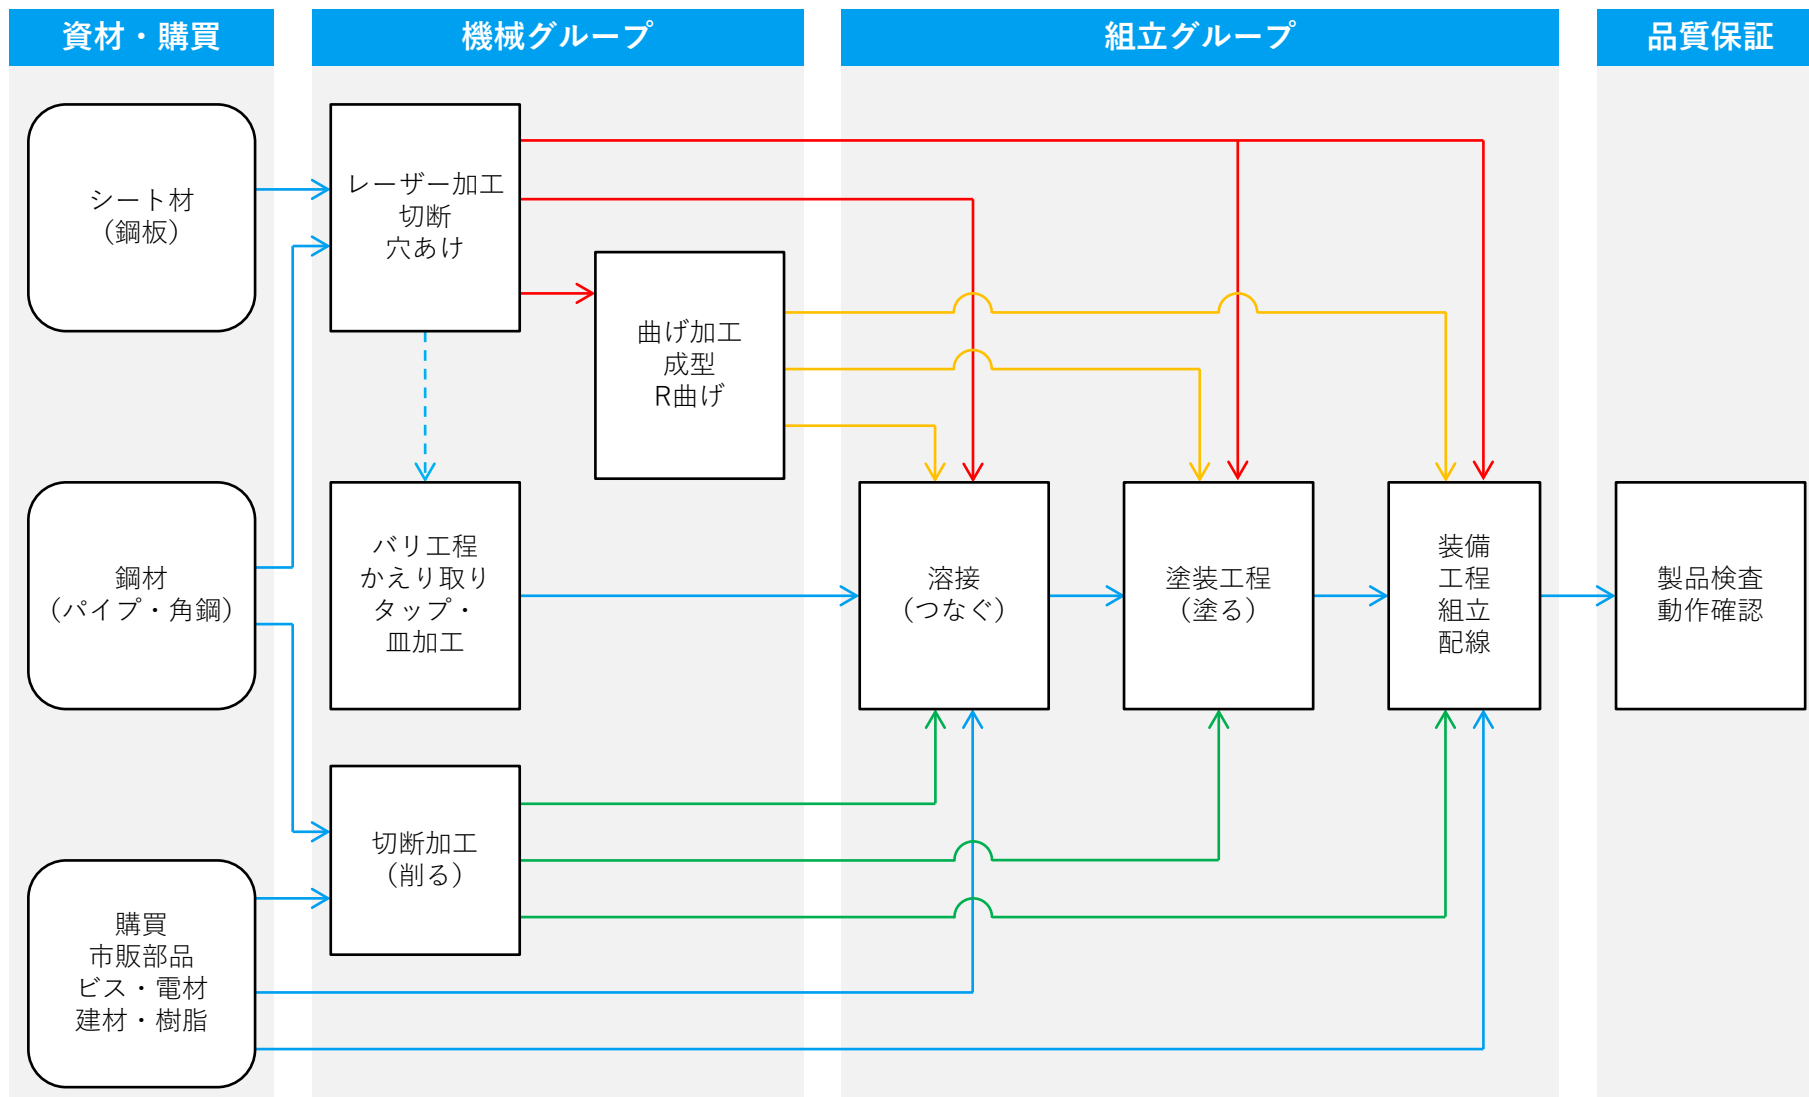 資材・購買
機械グループ
組立グループ
品質保証
シート材
（鋼板）
レーザー加工
切断
穴あけ
曲げ加工
成型
R曲げ
鋼材
（パイプ・角鋼）
バリ工程
かえり取り
タップ・
皿加工
溶接
（つなぐ）
塗装工程
（塗る）
装備
工程
組立
配線
製品検査
動作確認
切断加工
（削る）
購買
市販部品
ビス・電材
建材・樹脂